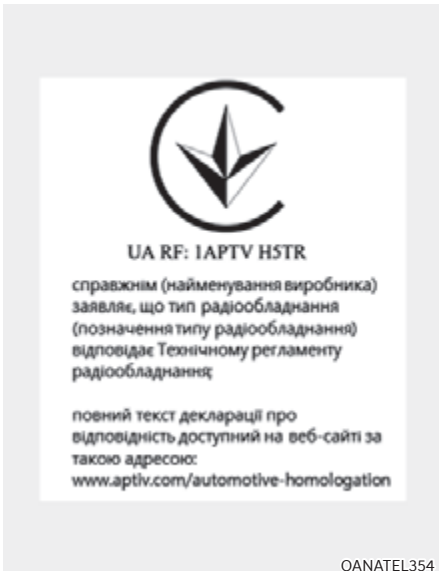 UA RF: 1APTV H5TR
справжнім (найменування виробника)
заявляє, що тип радіообладнання
(позначення типу радіообладнання)
відповідає Технічному регламенту
радіообладнання;
повний текст декларації про
відповідність доступний на веб-сайті за
такою адресою:
www.aptiv.com/automotive-homologation
OANATEL354